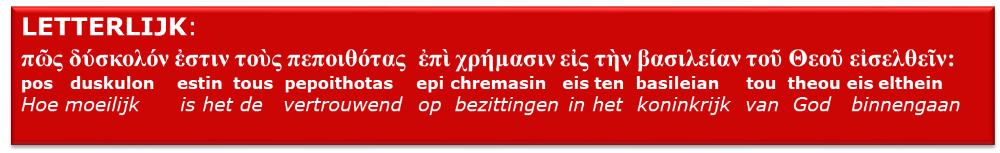 LETTERLIJK:
πῶς δύσκολόν ἐστιν τοὺς πεποιθότας ἐπὶ χρήμασιν εἰς τὴν βασιλείαν τοῦ Θεοῦ εἰσελθεῖν:
pos duskulon estin tous pepoithotas epi chremasin eis ten basileian tou theou eis elthein
Hoe moeilijk is het de vertrouwend op bezittingen in het koninkrijk van God binnengaan